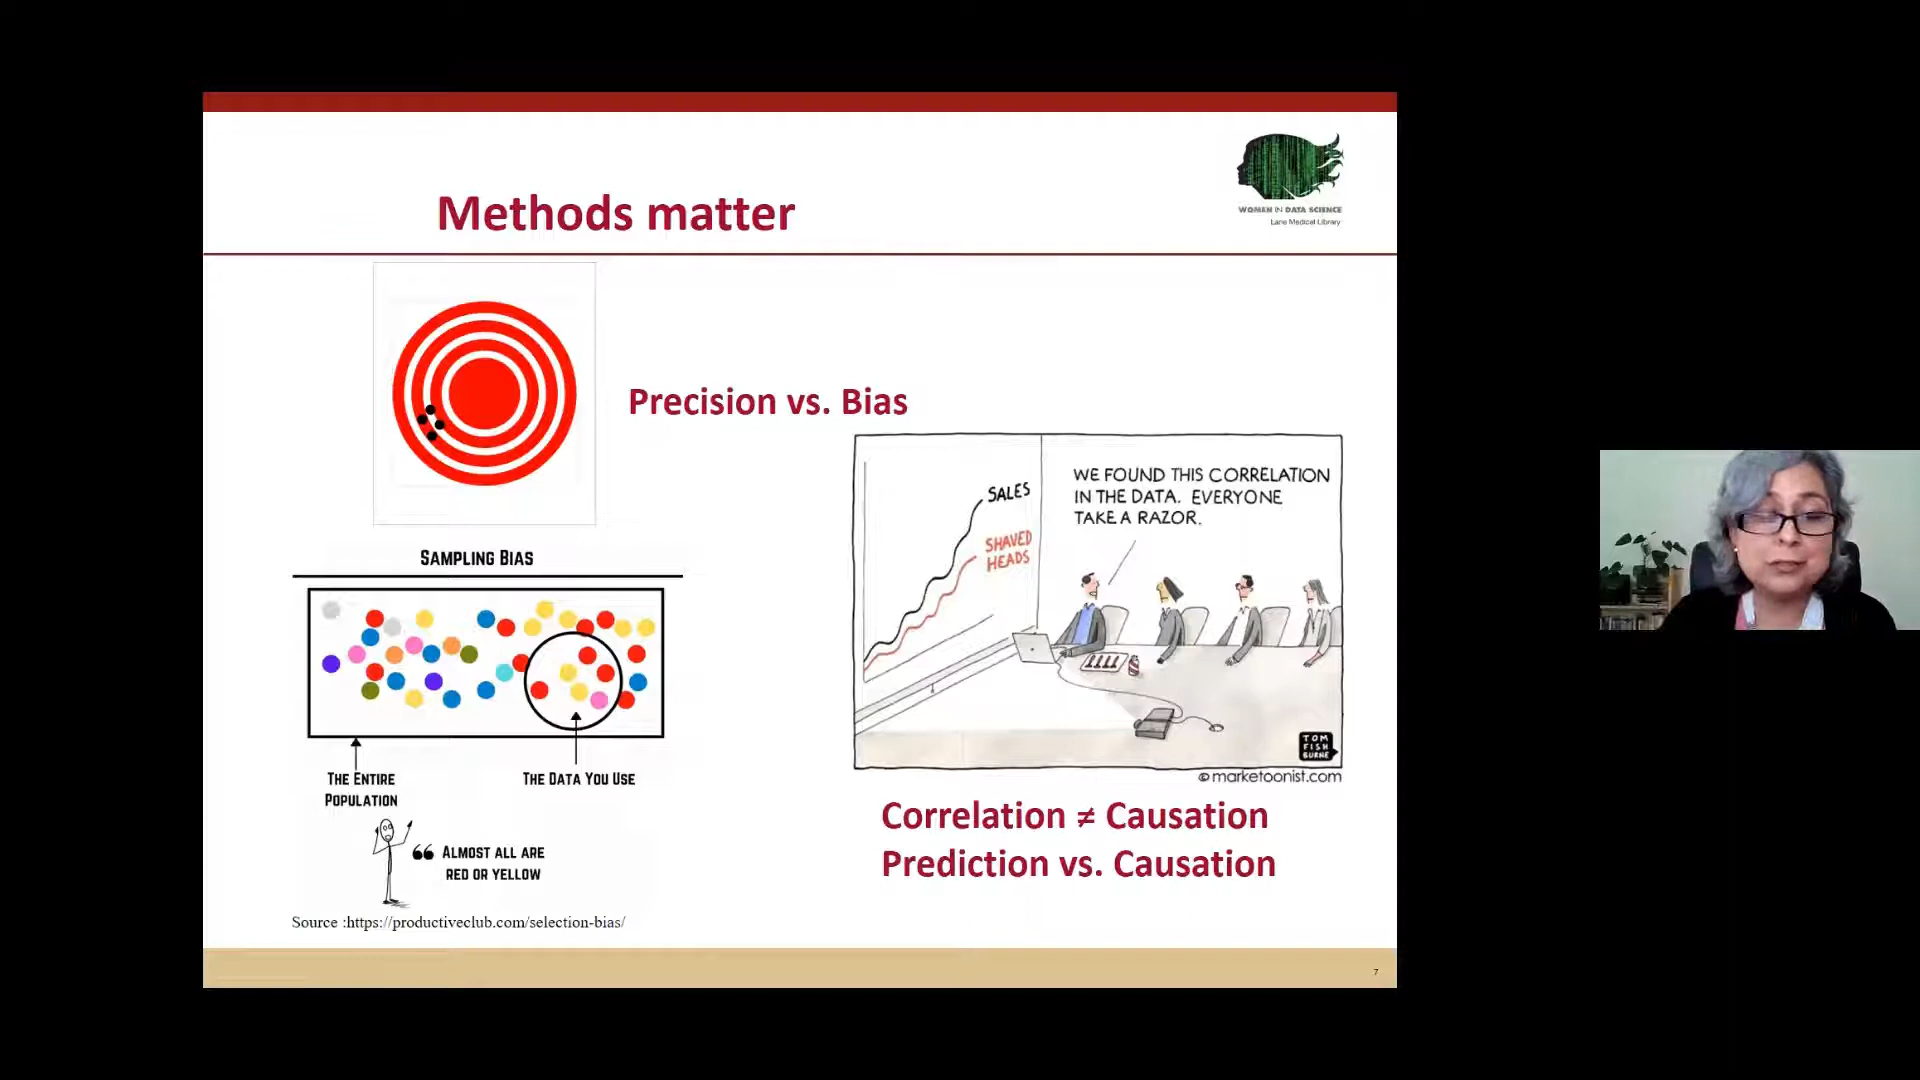 Methods matter
WOMEN IN DATA SCIENCE
Lane Medical Library
Precision vs. Bias
SAMPLING BIAS
THE ENTIRE
POPULATION
THE DATA YOU USE
“ ALMOST ALL ARE
RED OR YELLOW
Source :https://productiveclub.com/selection-bias/
SALES
SHAVED
HEADS
WE FOUND THIS CORRELATION
IN THE DATA. EVERYONE
TAKE A RAZOR.
TOM
FISH
BURNE
© marketoonist.com
Correlation ≠ Causation
Prediction vs. Causation
7